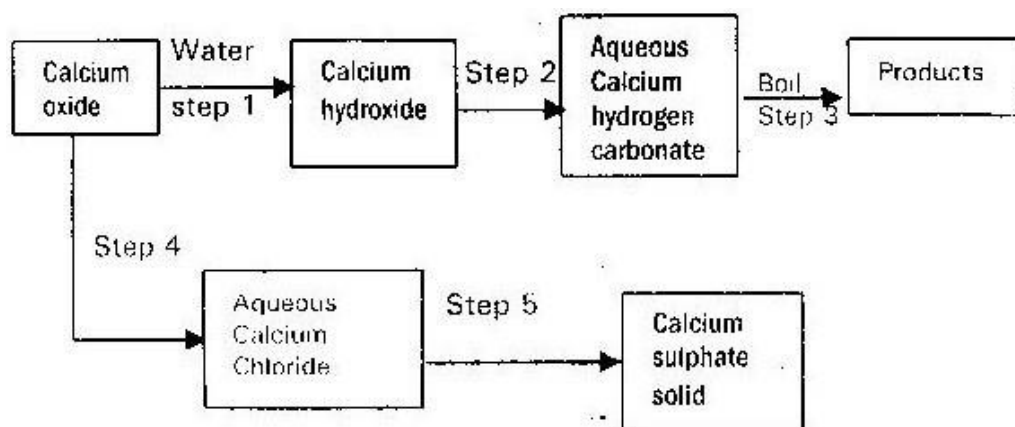 Calcium
oxide
Water
step 1
Calcium
hydroxide
Step 2
Aqueous
Calcium
hydrogen
carbonate
Boil
Step 3
Products
Step 4
Aqueous
Calcium
Chloride
Step 5
Calcium
sulphate
solid